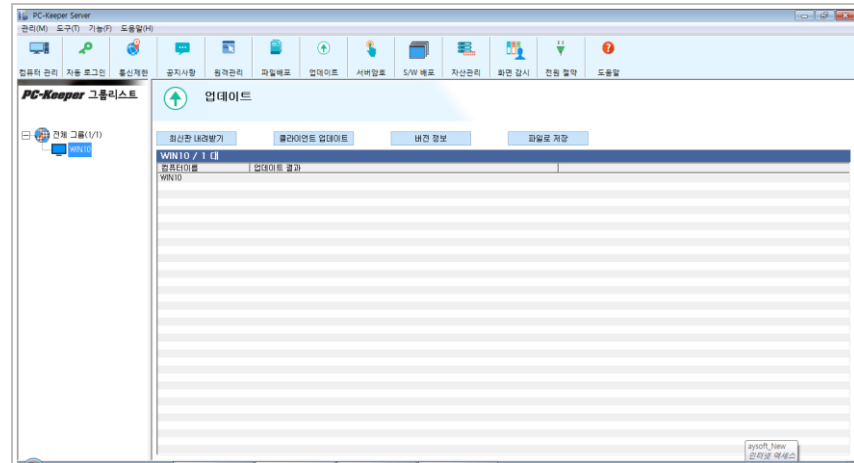 PC-Keeper Server
관리(M) 도구(T) 기능(F) 도움말(H)
컴퓨터 관리 자동 로그인 통신제한 공지사항 원격관리 파일배포 업데이트 서버암호 S/W 배포 자산관리 화면 감시 전원 절약 도움말
PC-Keeper 그룹리스트
업데이트
전체 그룹(1/1)
WIN10
최신판 내려받기 클라이언트 업데이트 버전 정보 파일로 저장
WIN10 / 1 대
컴퓨터이름 업데이트 결과
WIN10
aysoft_New
인터넷 액세스